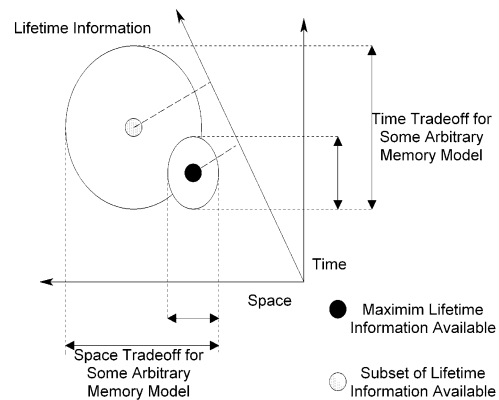 Lifetime Information
Time Tradeoff for
Some Arbitrary
Memory Model
Time
Space
Maximim Lifetime
Information Available
Space Tradeoff for
Some Arbitrary
Memory Model
Subset of Lifetime
Information Available